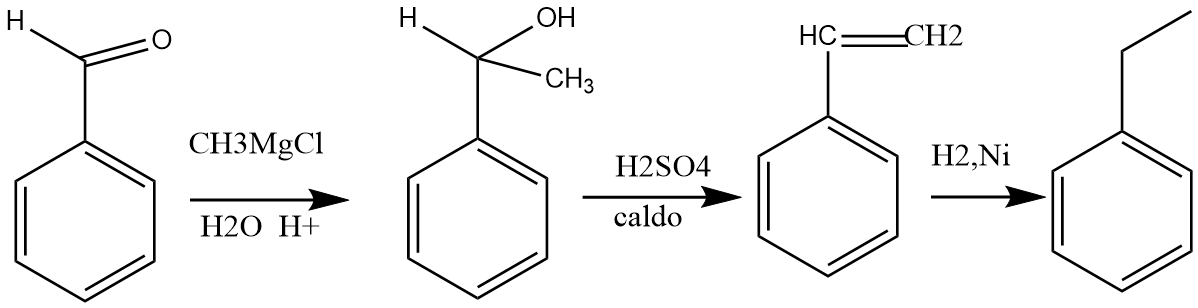 H
O
CH3MgCl
H2O H+
H
OH
CH₃
H2SO4
caldo
HC
CH2
H2,Ni